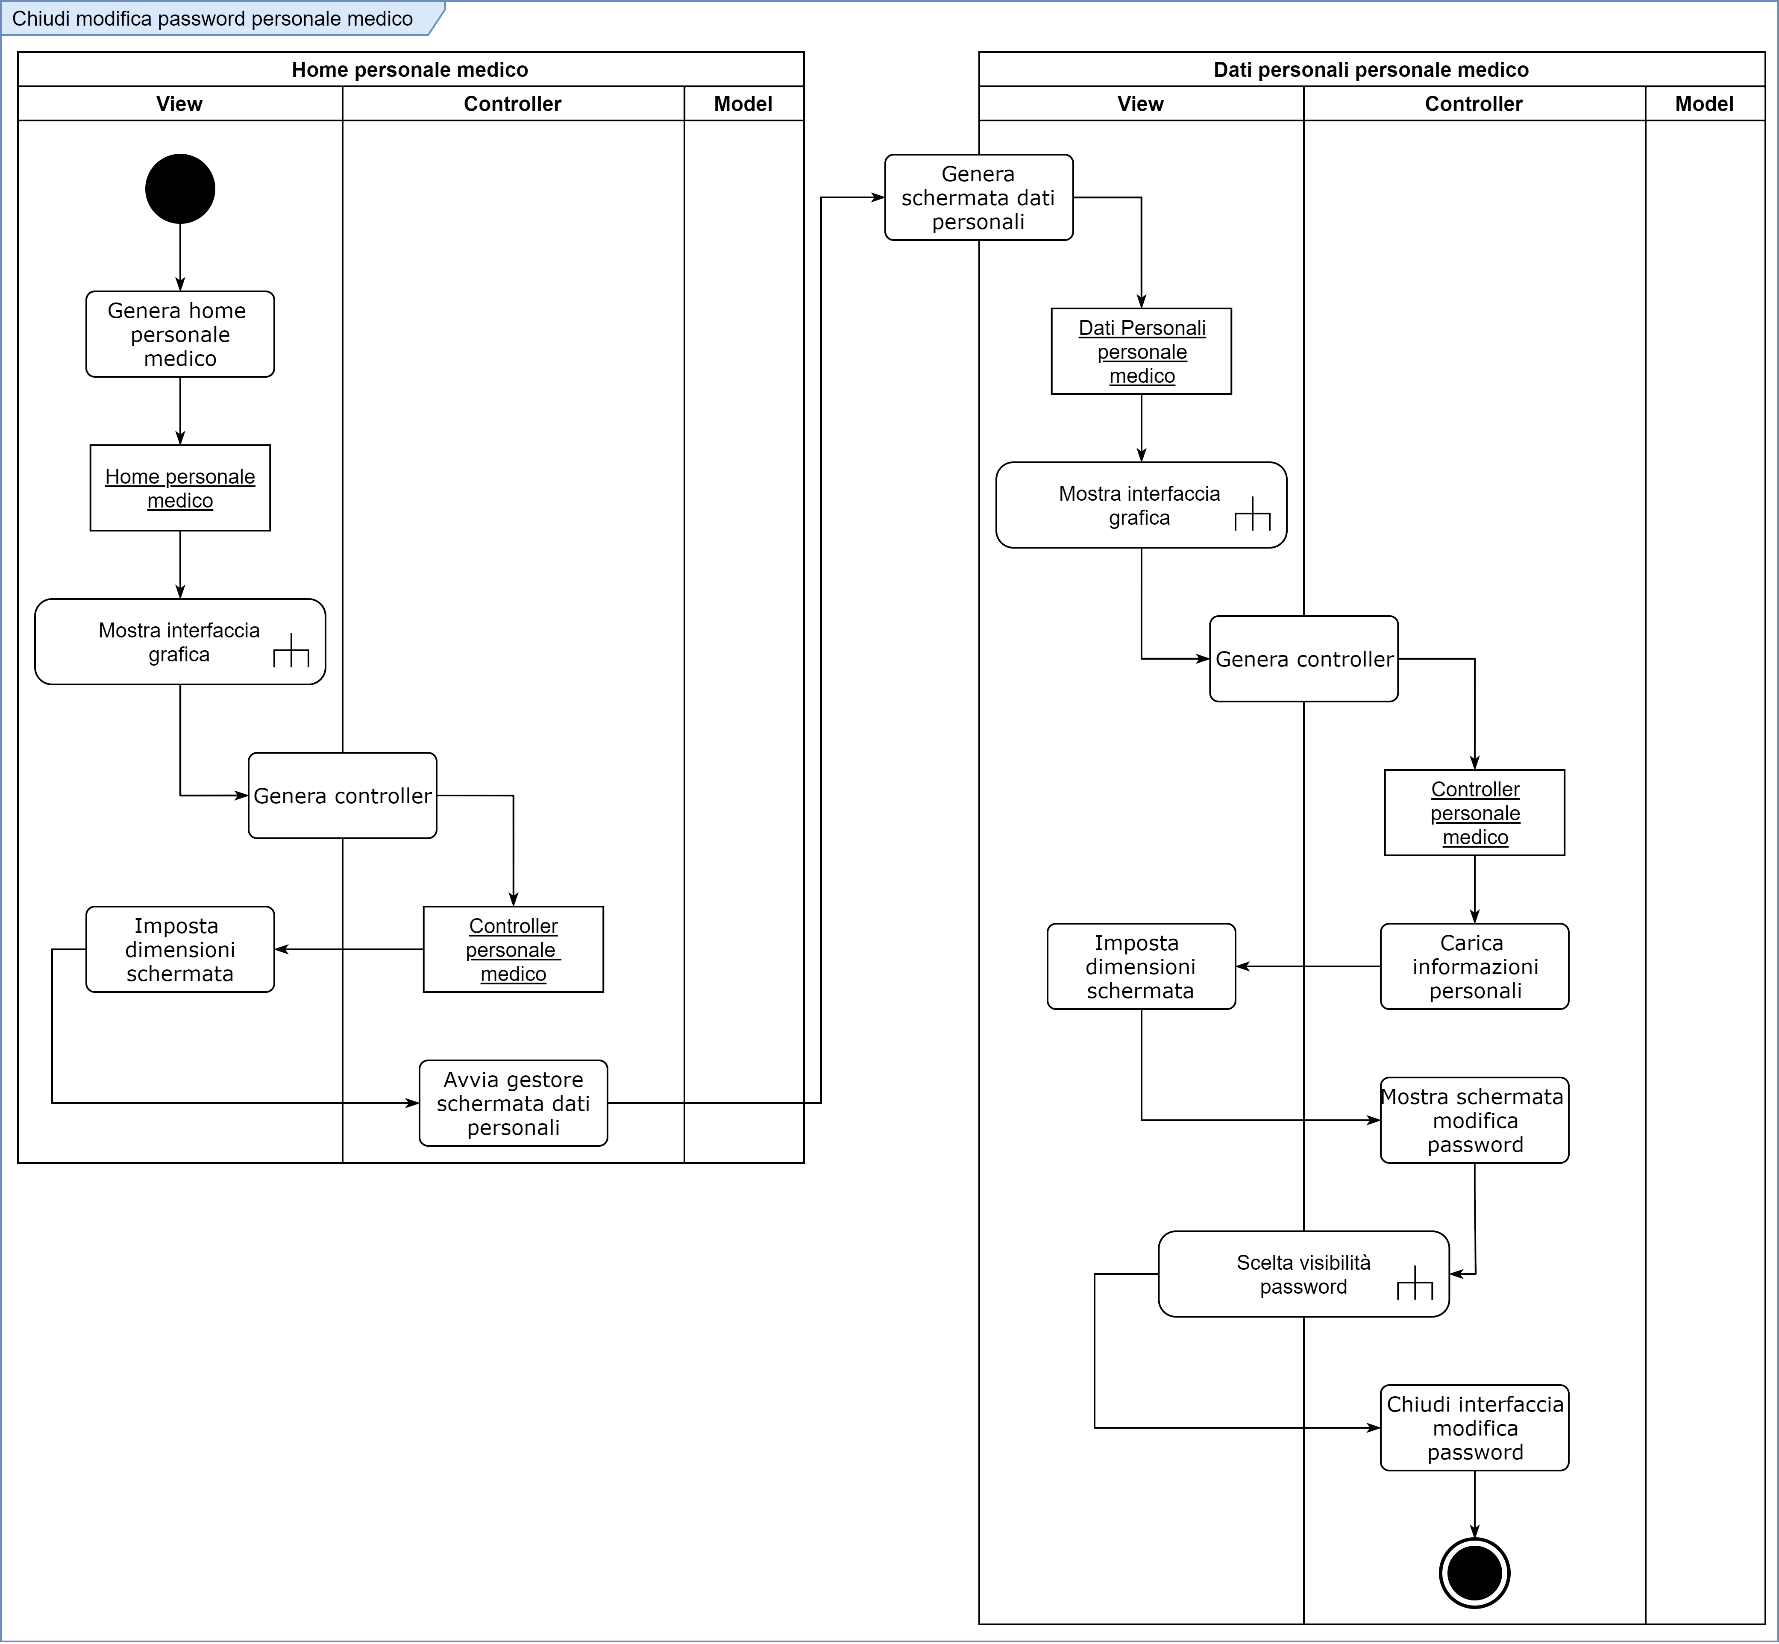 Chiudi modifica password personale medico
Home personale medico
View
Controller
Model
Genera home
personale
medico
Home personale
medico
Mostra interfaccia
grafica
Genera controller
Controller
personale
medico
Imposta
dimensioni
schermata
Avvia gestore
schermata dati
personali
Dati personali personale medico
View
Controller
Model
Genera
schermata dati
personali
Dati Personali
personale
medico
Mostra interfaccia
grafica
Genera controller
Controller
personale
medico
Carica
informazioni
personali
Imposta
dimensioni
schermata
Mostra schermata
modifica
password
Scelta visibilità
password
Chiudi interfaccia
modifica
password